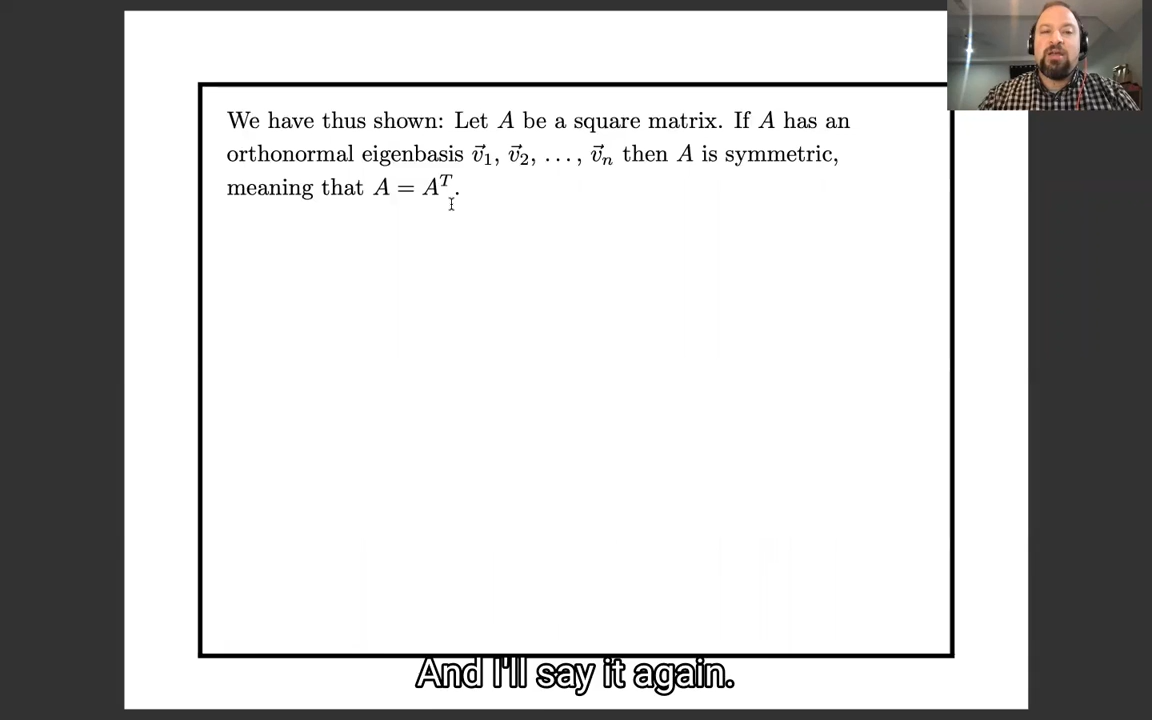 We have thus shown: Let A be a square matrix. If A has an
orthonormal eigenbasis v⃗₁, v⃗₂, …, v⃗ₙ then A is symmetric,
meaning that A = Aᵀ.
And I'll say it again.